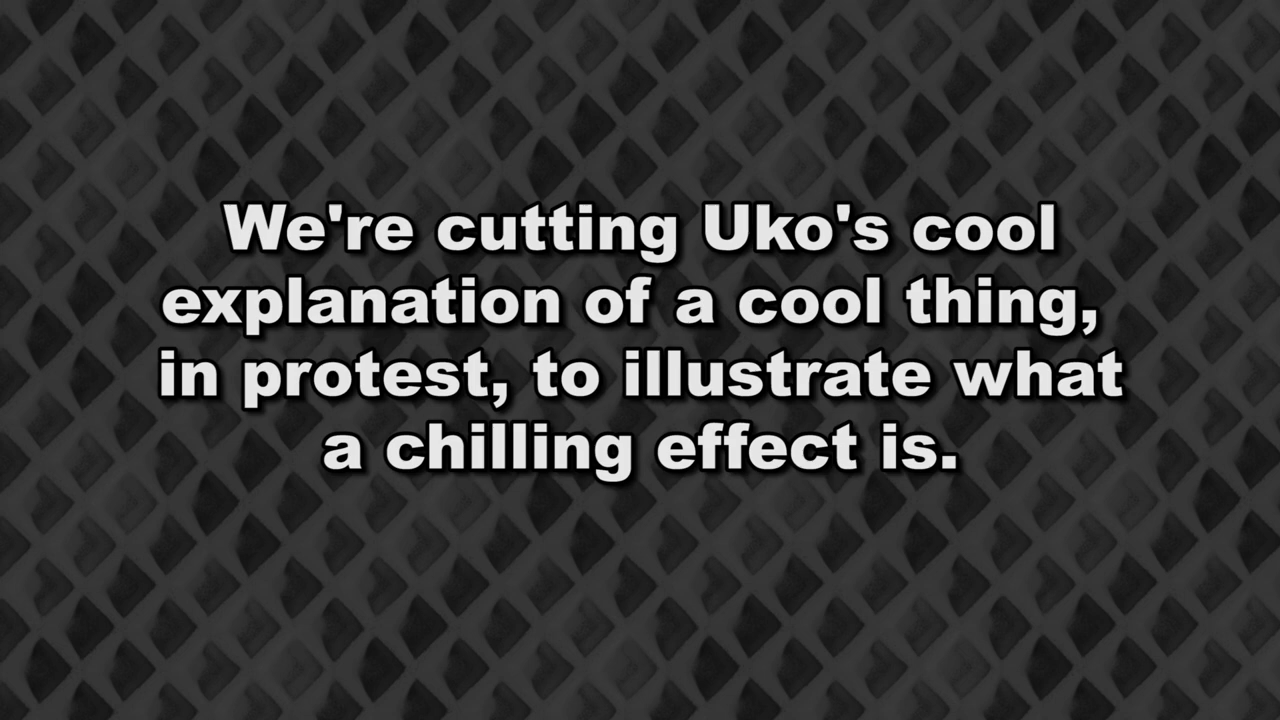 We're cutting Uko's cool
explanation of a cool thing,
in protest, to illustrate what
a chilling effect is.